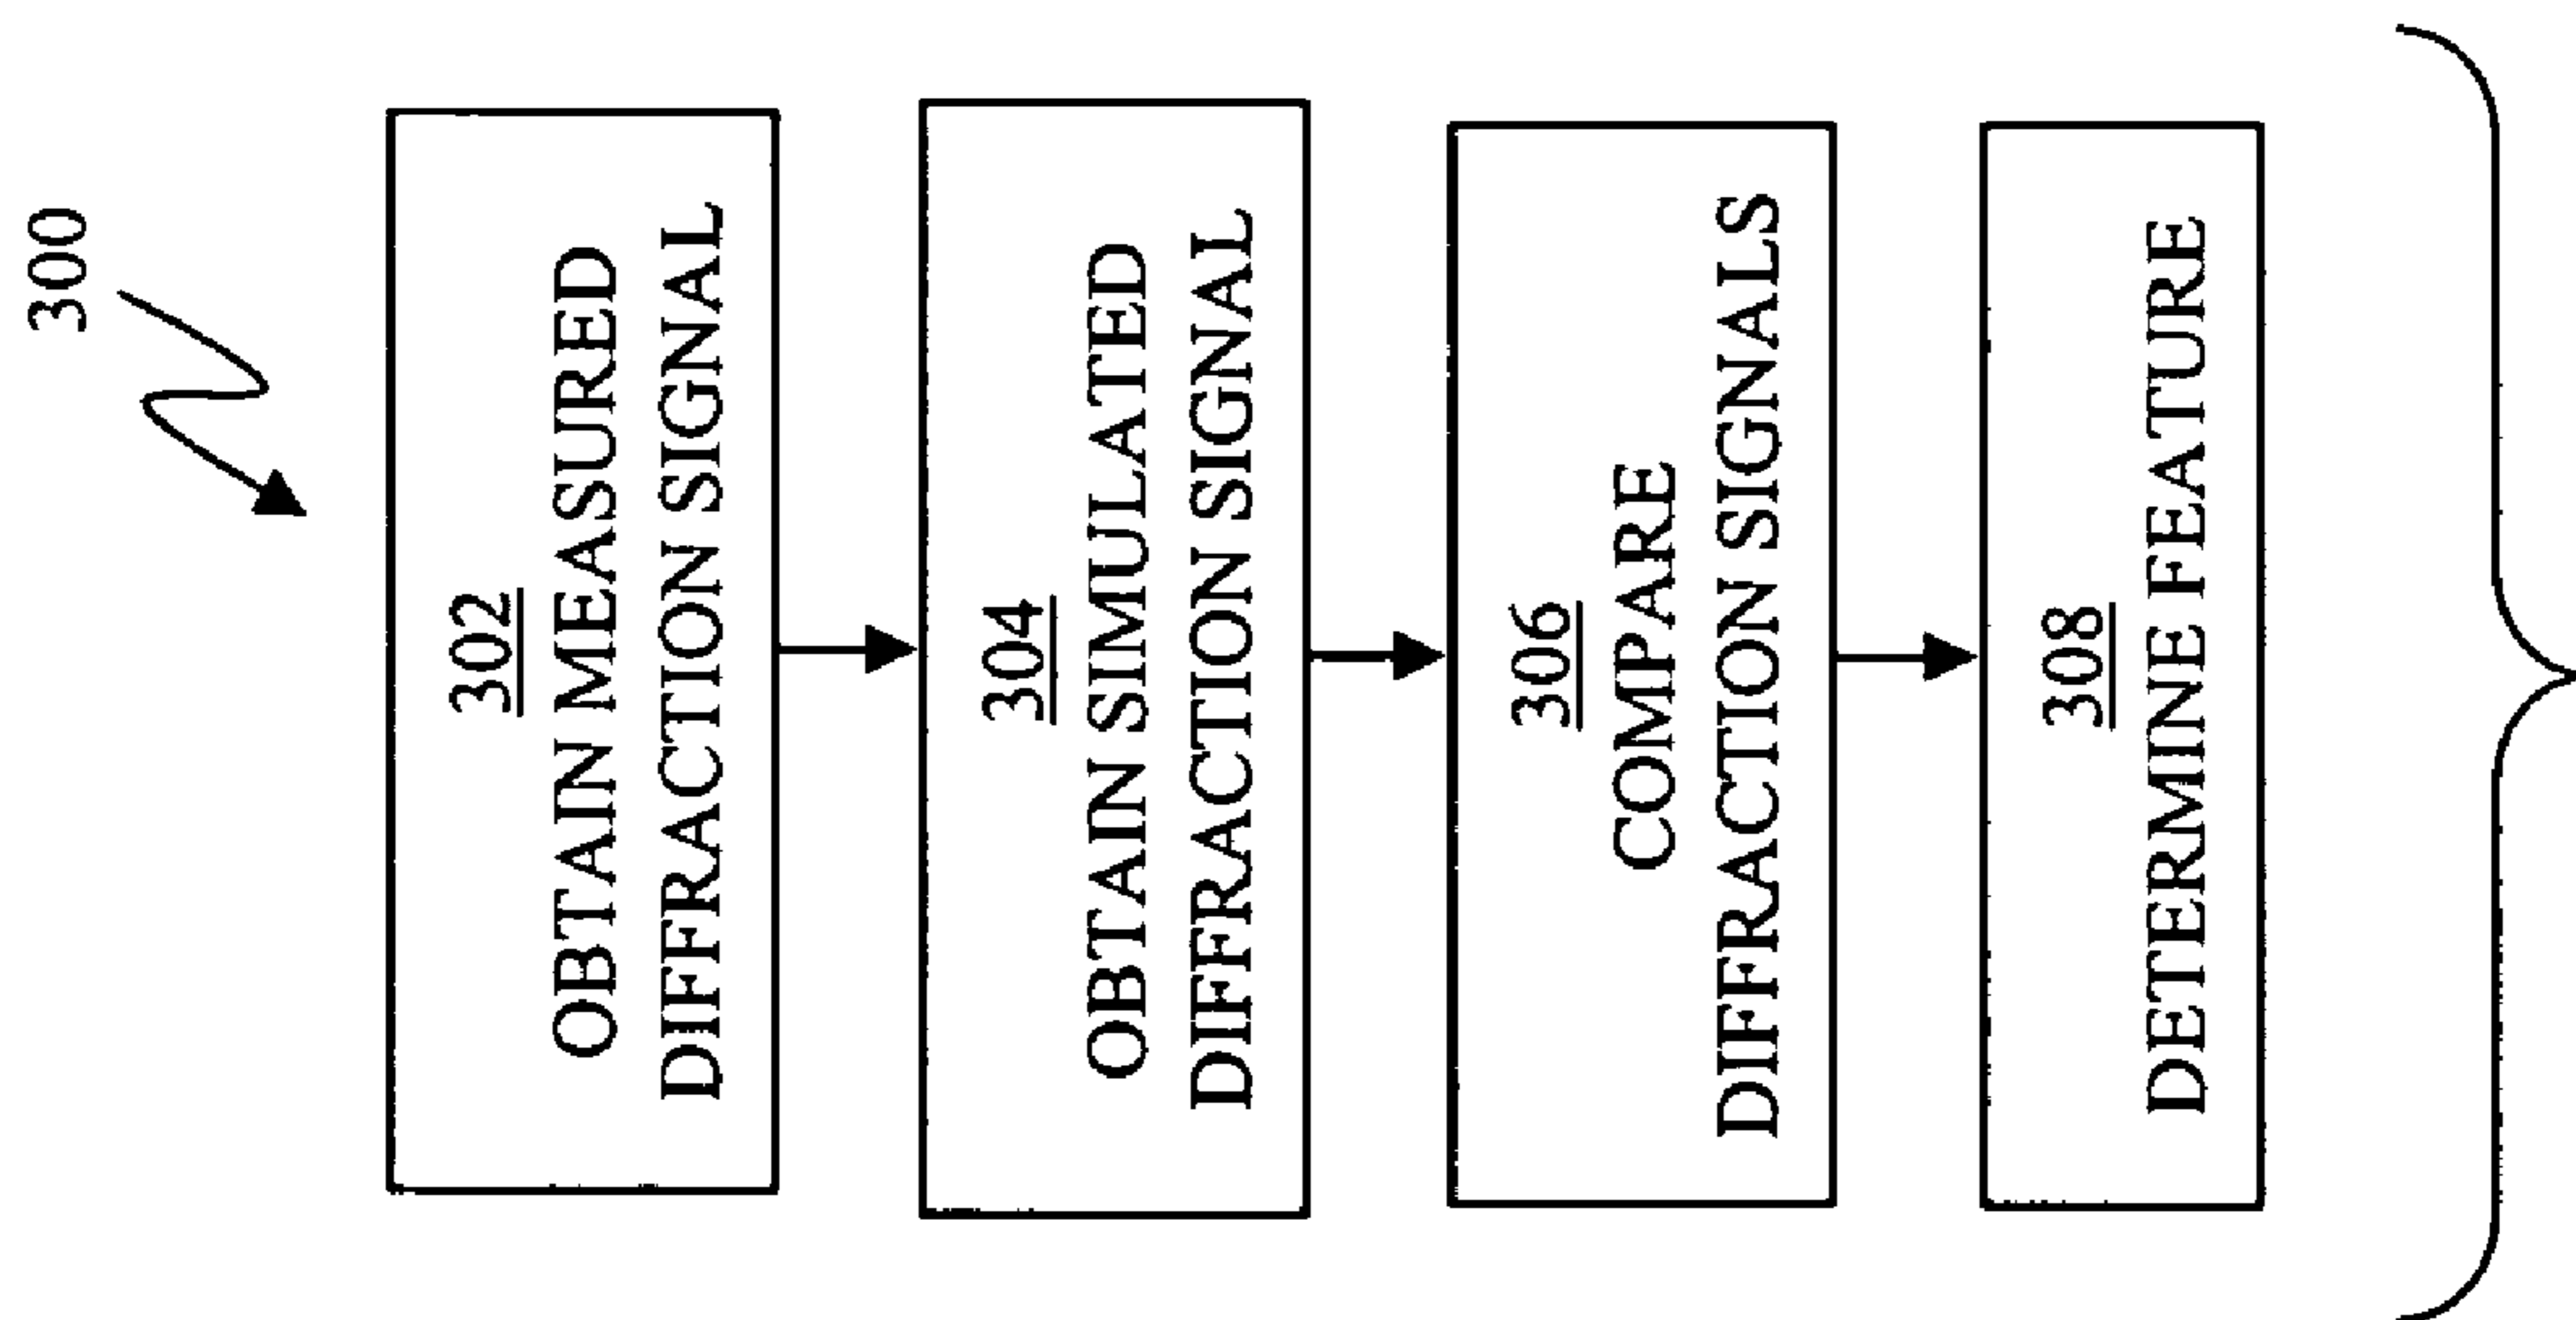 300
302
OBTAIN MEASURED
DIFFRACTION SIGNAL
304
OBTAIN SIMULATED
DIFFRACTION SIGNAL
306
COMPARE
DIFFRACTION SIGNALS
308
DETERMINE FEATURE